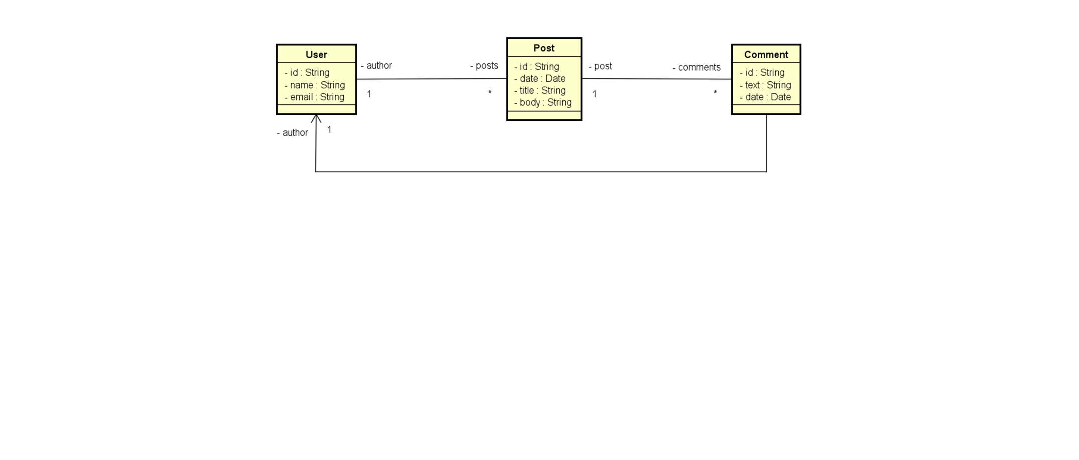 User
- id : String
- name : String
- email : String
- author
1
- posts
*
Post
- id : String
- date : Date
- title : String
- body : String
- post
1
- comments
*
Comment
- id : String
- text : String
- date : Date
- author
1